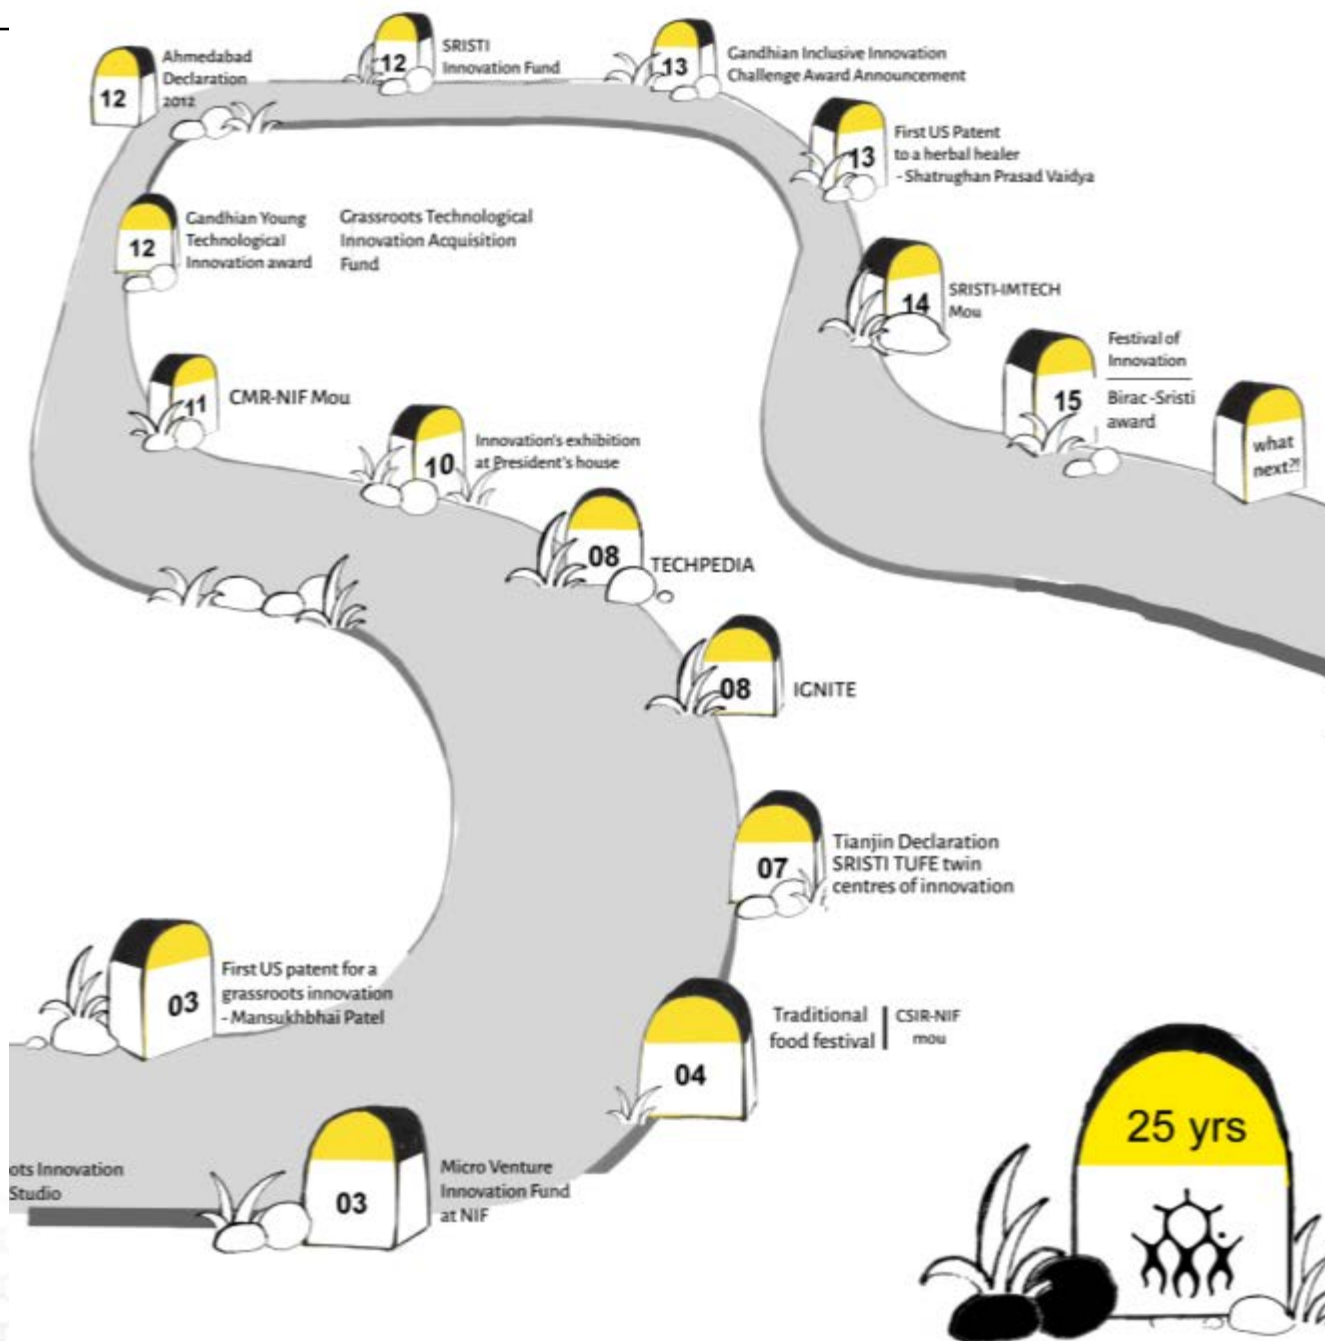 12
Ahmedabad
Declaration
2012
12
SRISTI
Innovation Fund
13
Gandhian Inclusive Innovation
Challenge Award Announcement
13
First US Patent
to a herbal healer
- Shatrughan Prasad Vaidya
12
Gandhian Young
Technological
Innovation award
Grassroots Technological
Innovation Acquisition
Fund
14
SRISTI-IMTECH
Mou
15
Festival of
Innovation
Birac -Sristi
award
what
next?!
11
CMR-NIF Mou
10
Innovation's exhibition
at President's house
08
TECHPEDIA
08
IGNITE
07
Tianjin Declaration
SRISTI TUFE twin
centres of innovation
03
First US patent for a
grassroots innovation
- Mansukhbhai Patel
04
Traditional
food festival
CSIR-NIF
mou
03
Micro Venture
Innovation Fund
at NIF
ots Innovation
Studio
25 yrs